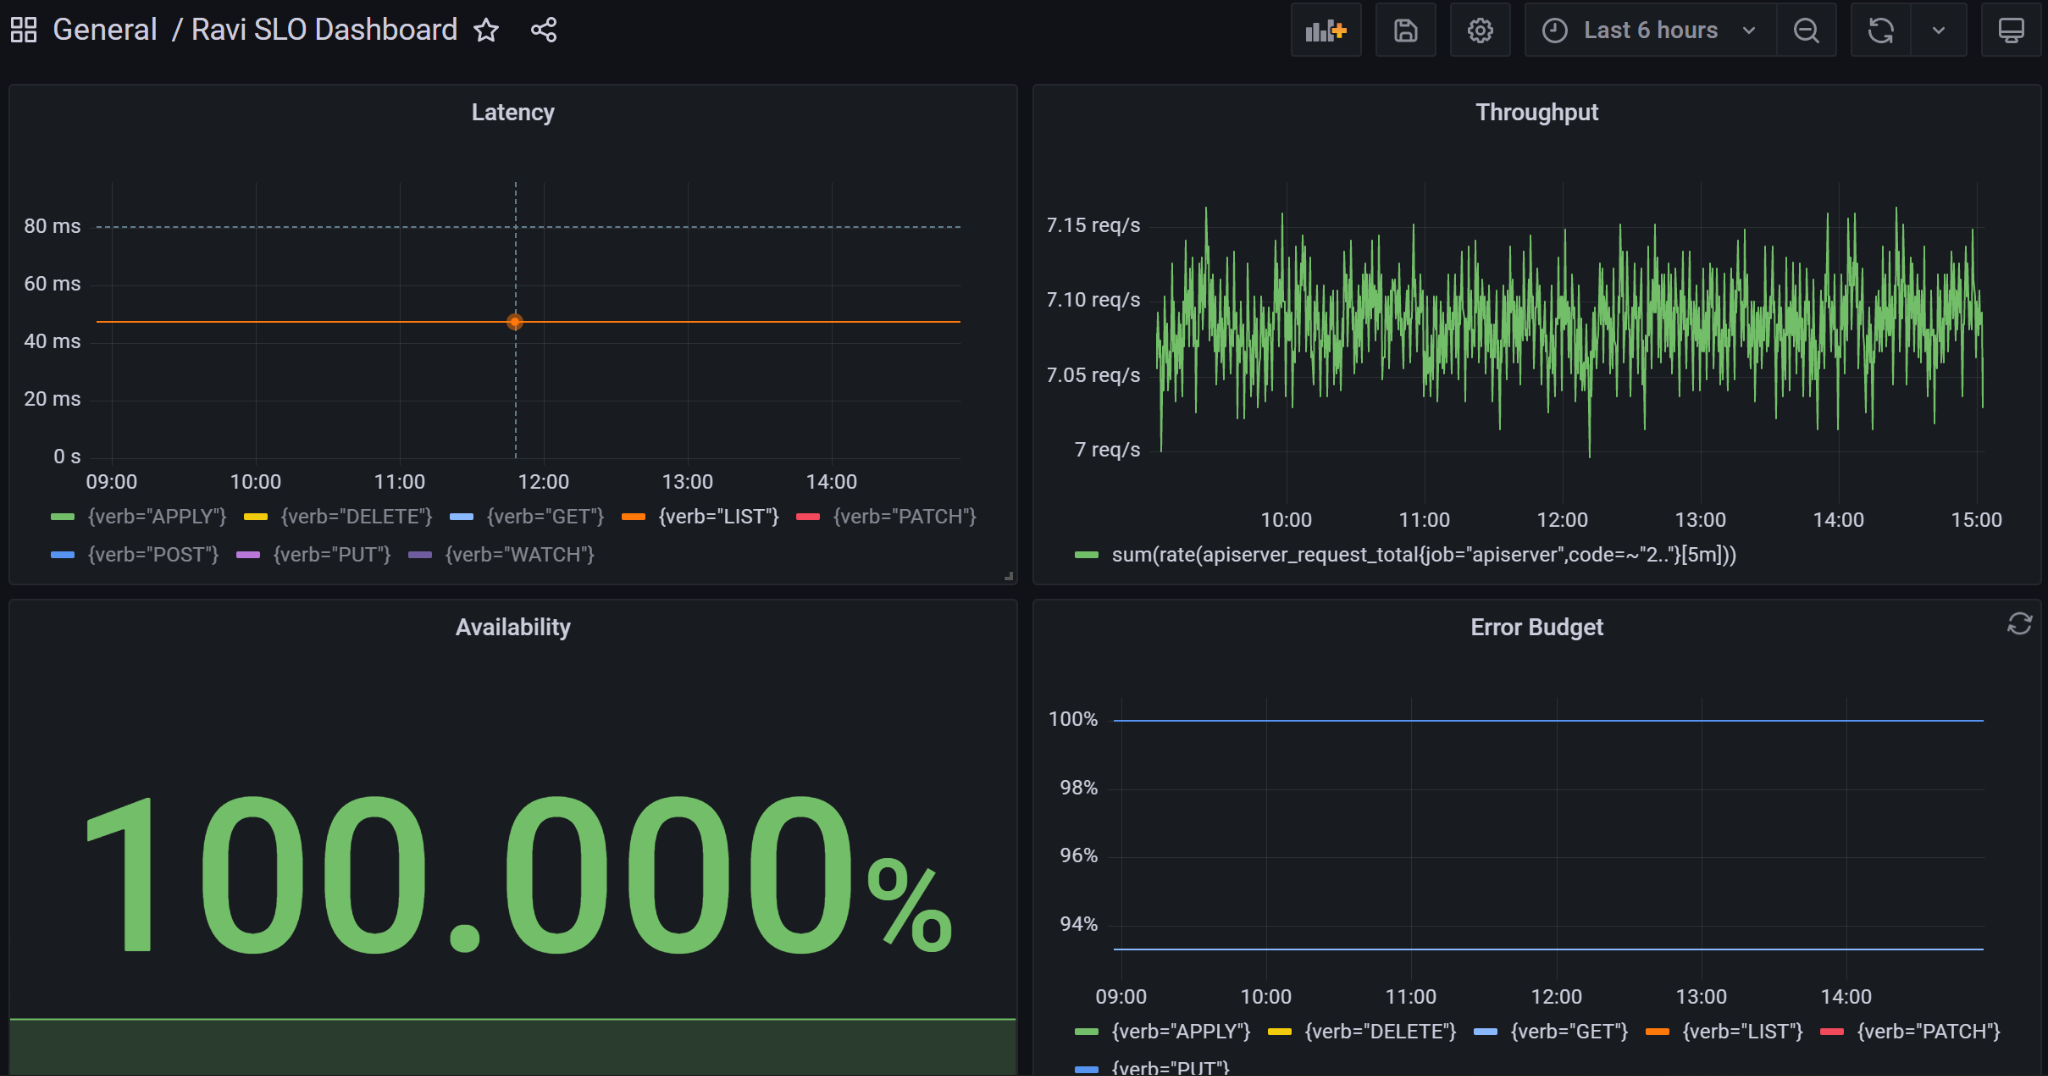 General / Ravi SLO Dashboard
Last 6 hours
Latency
80 ms
60 ms
40 ms
20 ms
0 s
09:00 10:00 11:00 12:00 13:00 14:00
{verb="APPLY"} {verb="DELETE"} {verb="GET"} {verb="LIST"} {verb="PATCH"}
{verb="POST"} {verb="PUT"} {verb="WATCH"}
Throughput
7.15 req/s
7.10 req/s
7.05 req/s
7 req/s
10:00 11:00 12:00 13:00 14:00 15:00
sum(rate(apiserver_request_total{job="apiserver",code=~"2.."}[5m]))
Availability
100.000%
Error Budget
100%
98%
96%
94%
09:00 10:00 11:00 12:00 13:00 14:00
{verb="APPLY"} {verb="DELETE"} {verb="GET"} {verb="LIST"} {verb="PATCH"}
{verb="PUT"}